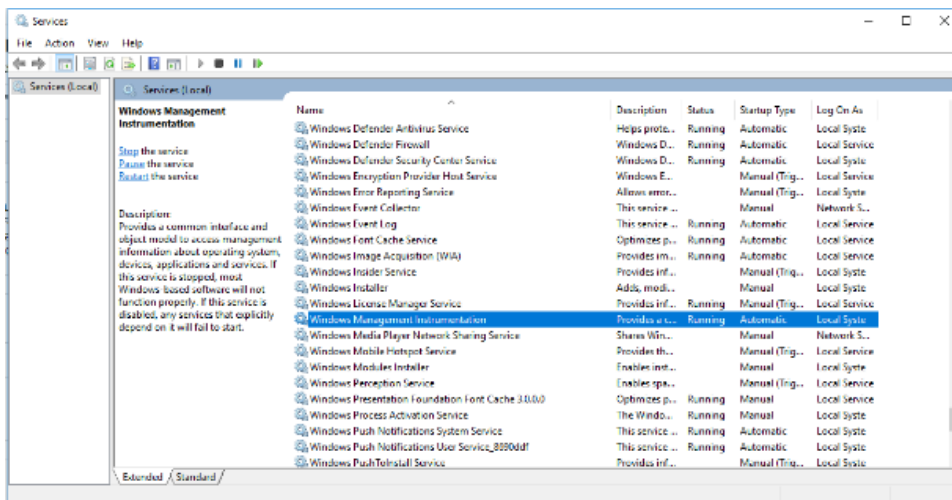 Services
File Action View Help
Services (Local)
Services (Local)
Windows Management
Instrumentation
Stop the service
Pause the service
Restart the service
Description:
Provides a common interface and
object model to access management
information about operating system,
devices, applications and services. If
this service is stopped, most
Windows-based software will not
function properly. If this service is
disabled, any services that explicitly
depend on it will fail to start.
Name Description Status Startup Type Log On As
Windows Defender Antivirus Service Helps prote... Running Automatic Local Syste
Windows Defender Firewall Windows D... Running Automatic Local Service
Windows Defender Security Center Service Windows D... Running Automatic Local Syste
Windows Encryption Provider Host Service Windows E... Manual (Trig... Local Service
Windows Error Reporting Service Allows error... Manual (Trig... Local Syste
Windows Event Collector This service ... Manual Network S...
Windows Event Log This service ... Running Automatic Local Service
Windows Font Cache Service Optimizes p... Running Automatic Local Service
Windows Image Acquisition (WIA) Provides im... Running Automatic Local Service
Windows Insider Service Provides inf... Manual (Trig... Local Syste
Windows Installer Adds, modi... Manual Local Syste
Windows License Manager Service Provides inf... Running Manual (Trig... Local Service
Windows Management Instrumentation Provides a c... Running Automatic Local Syste
Windows Media Player Network Sharing Service Shares Win... Manual Network S...
Windows Mobile Hotspot Service Provides th... Manual (Trig... Local Service
Windows Modules Installer Enables inst... Manual Local Syste
Windows Perception Service Enables spa... Manual (Trig... Local Service
Windows Presentation Foundation Font Cache 3.0.0.0 Optimizes p... Running Manual Local Service
Windows Process Activation Service The Windo... Running Manual Local Syste
Windows Push Notifications System Service This service ... Running Automatic Local Syste
Windows Push Notifications User Service_8690ddf This service ... Running Automatic Local Syste
Windows PushToInstall Service Provides inf... Manual (Trig... Local Syste
Extended Standard